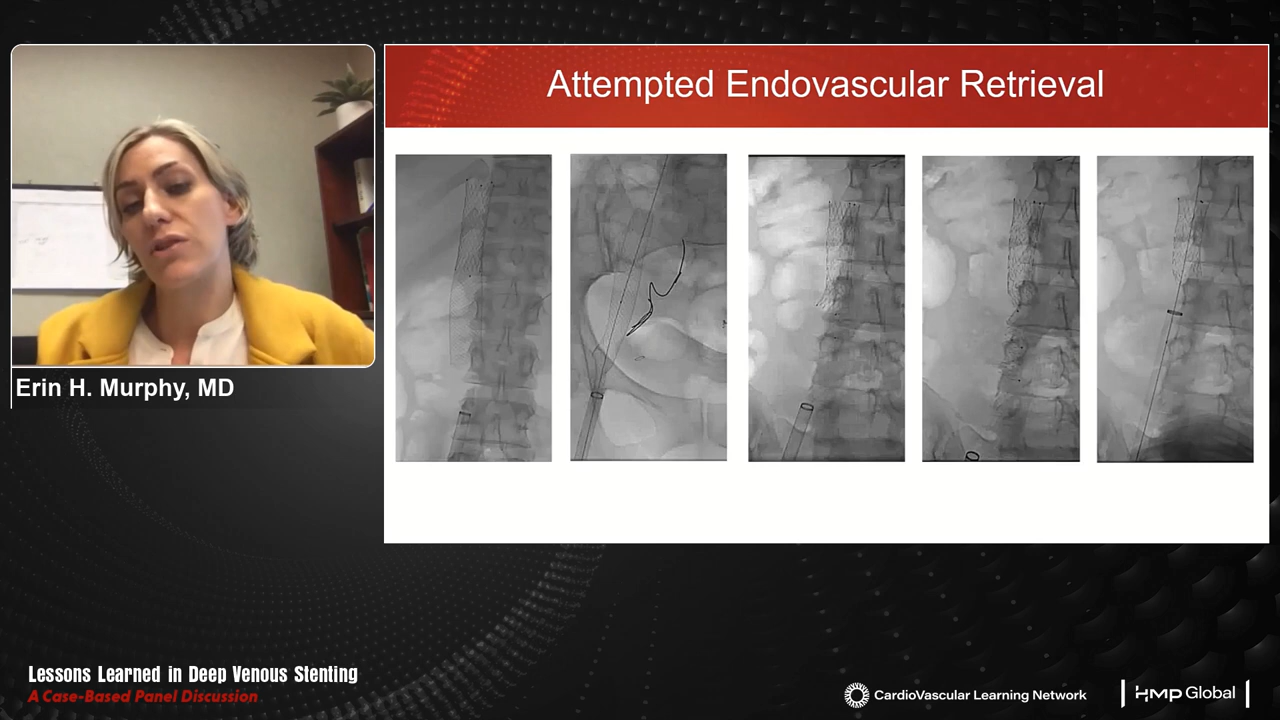 Attempted Endovascular Retrieval
Erin H. Murphy, MD
Lessons Learned in Deep Venous Stenting
A Case-Based Panel Discussion
CardioVascular Learning Network
HMP Global